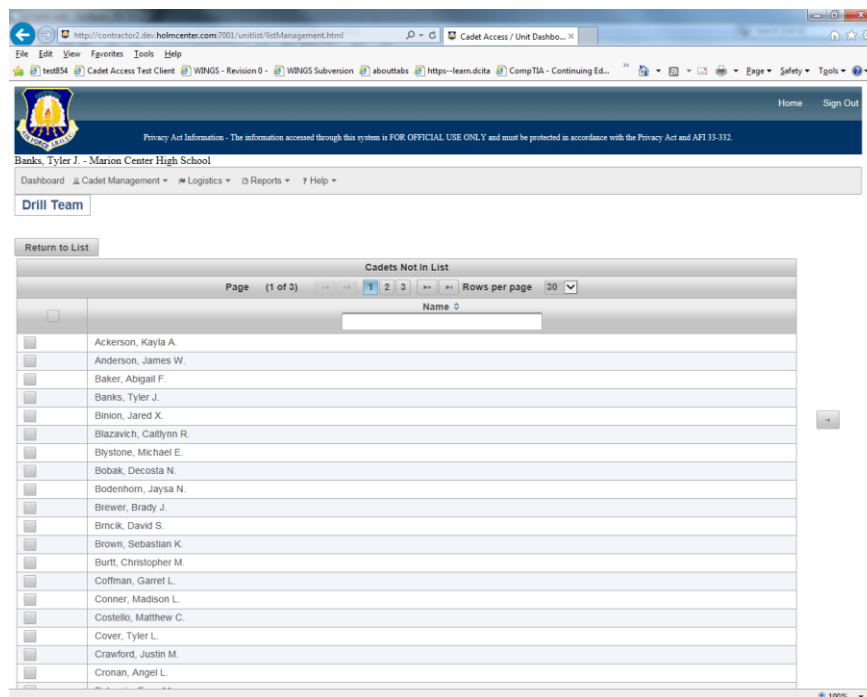 http://contractor2.dev.holmcenter.com:7001/unitlist/listManagement.html
Cadet Access / Unit Dashbo...
File Edit View Favorites Tools Help
test854 Cadet Access Test Client WINGS - Revision 0 - WINGS Subversion abouttabs https--learn.dcita CompTIA - Continuing Ed... Page Safety Tools
Home Sign Out
Privacy Act Information - The information accessed through this system is FOR OFFICIAL USE ONLY and must be protected in accordance with the Privacy Act and AFI 33-332.
Banks, Tyler J. - Marion Center High School
Dashboard Cadet Management Logistics Reports ? Help
Drill Team
Return to List
Cadets Not In List
Page (1 of 3) 1 2 3 Rows per page 30
Name
Ackerson, Kayla A.
Anderson, James W.
Baker, Abigail F.
Banks, Tyler J.
Binion, Jared X.
Blazavich, Caitlynn R.
Blystone, Michael E.
Bobak, Decosta N.
Bodenhorn, Jaysa N.
Brewer, Brady J.
Brncik, David S.
Brown, Sebastian K.
Burtt, Christopher M.
Coffman, Garret L.
Conner, Madison L.
Costello, Matthew C.
Cover, Tyler L.
Crawford, Justin M.
Cronan, Angel L.
100%